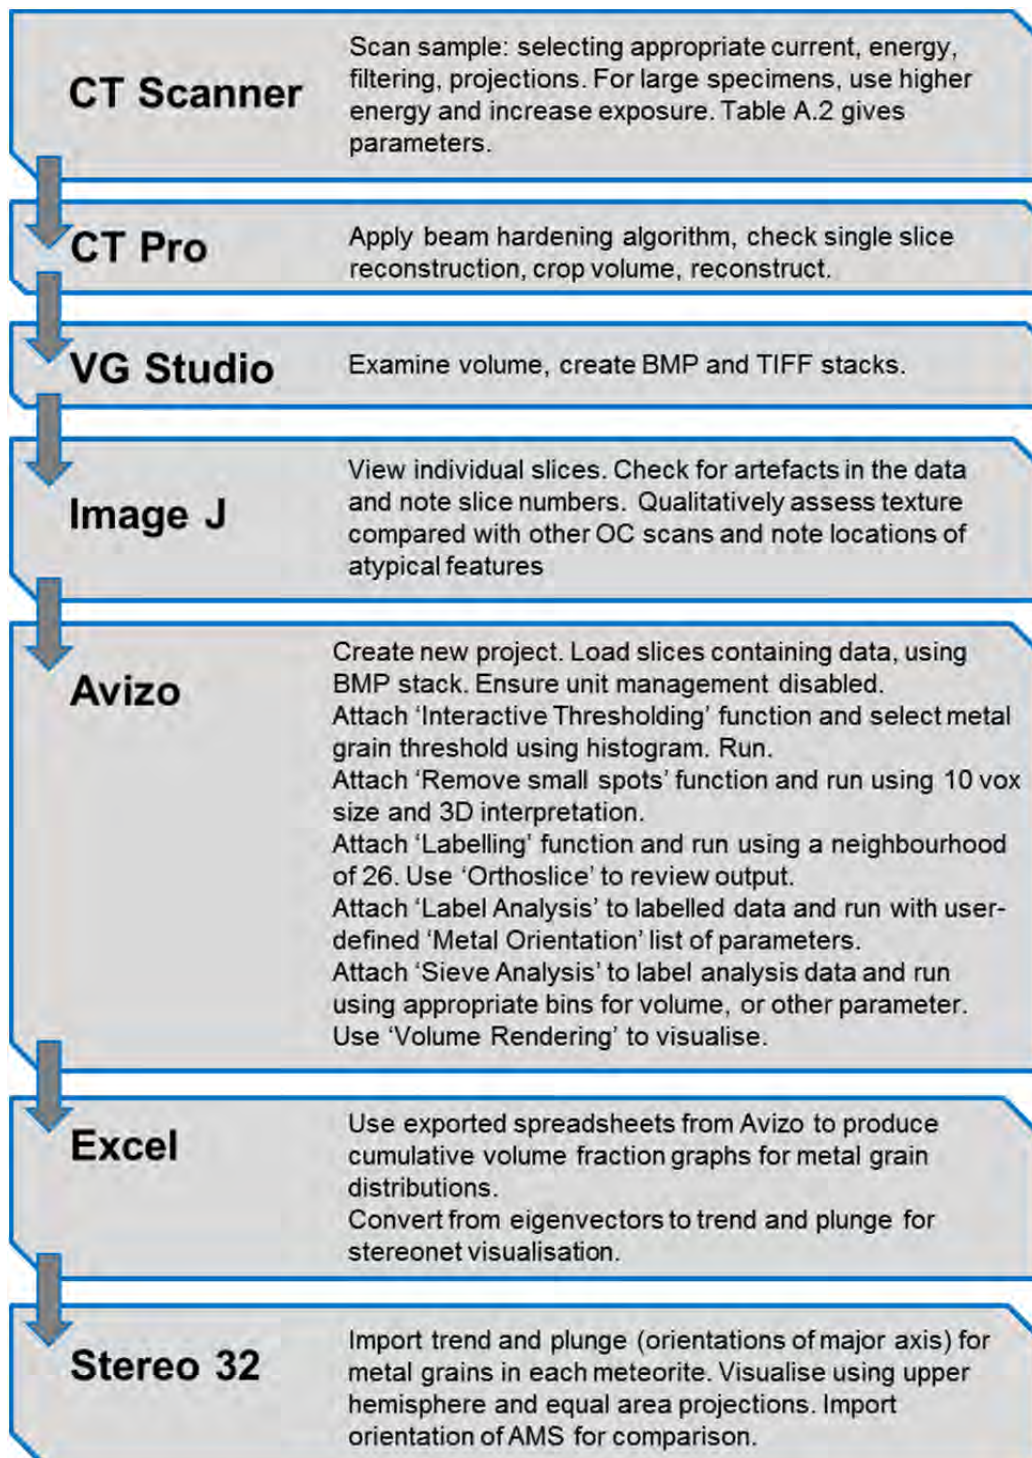 CT Scanner
Scan sample: selecting appropriate current, energy,
filtering, projections. For large specimens, use higher
energy and increase exposure. Table A.2 gives
parameters.
CT Pro
Apply beam hardening algorithm, check single slice
reconstruction, crop volume, reconstruct.
VG Studio
Examine volume, create BMP and TIFF stacks.
Image J
View individual slices. Check for artefacts in the data
and note slice numbers. Qualitatively assess texture
compared with other OC scans and note locations of
atypical features
Avizo
Create new project. Load slices containing data, using
BMP stack. Ensure unit management disabled.
Attach ‘Interactive Thresholding’ function and select metal
grain threshold using histogram. Run.
Attach ‘Remove small spots’ function and run using 10 vox
size and 3D interpretation.
Attach ‘Labelling’ function and run using a neighbourhood
of 26. Use ‘Orthoslice’ to review output.
Attach ‘Label Analysis’ to labelled data and run with user-
defined ‘Metal Orientation’ list of parameters.
Attach ‘Sieve Analysis’ to label analysis data and run
using appropriate bins for volume, or other parameter.
Use ‘Volume Rendering’ to visualise.
Excel
Use exported spreadsheets from Avizo to produce
cumulative volume fraction graphs for metal grain
distributions.
Convert from eigenvectors to trend and plunge for
stereonet visualisation.
Stereo 32
Import trend and plunge (orientations of major axis) for
metal grains in each meteorite. Visualise using upper
hemisphere and equal area projections. Import
orientation of AMS for comparison.